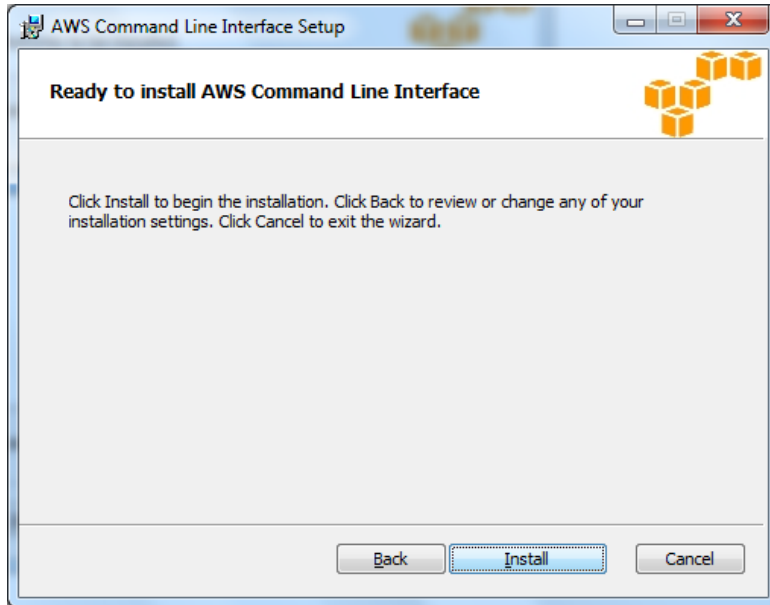 AWS Command Line Interface Setup
Ready to install AWS Command Line Interface
Click Install to begin the installation. Click Back to review or change any of your
installation settings. Click Cancel to exit the wizard.
Back Install Cancel